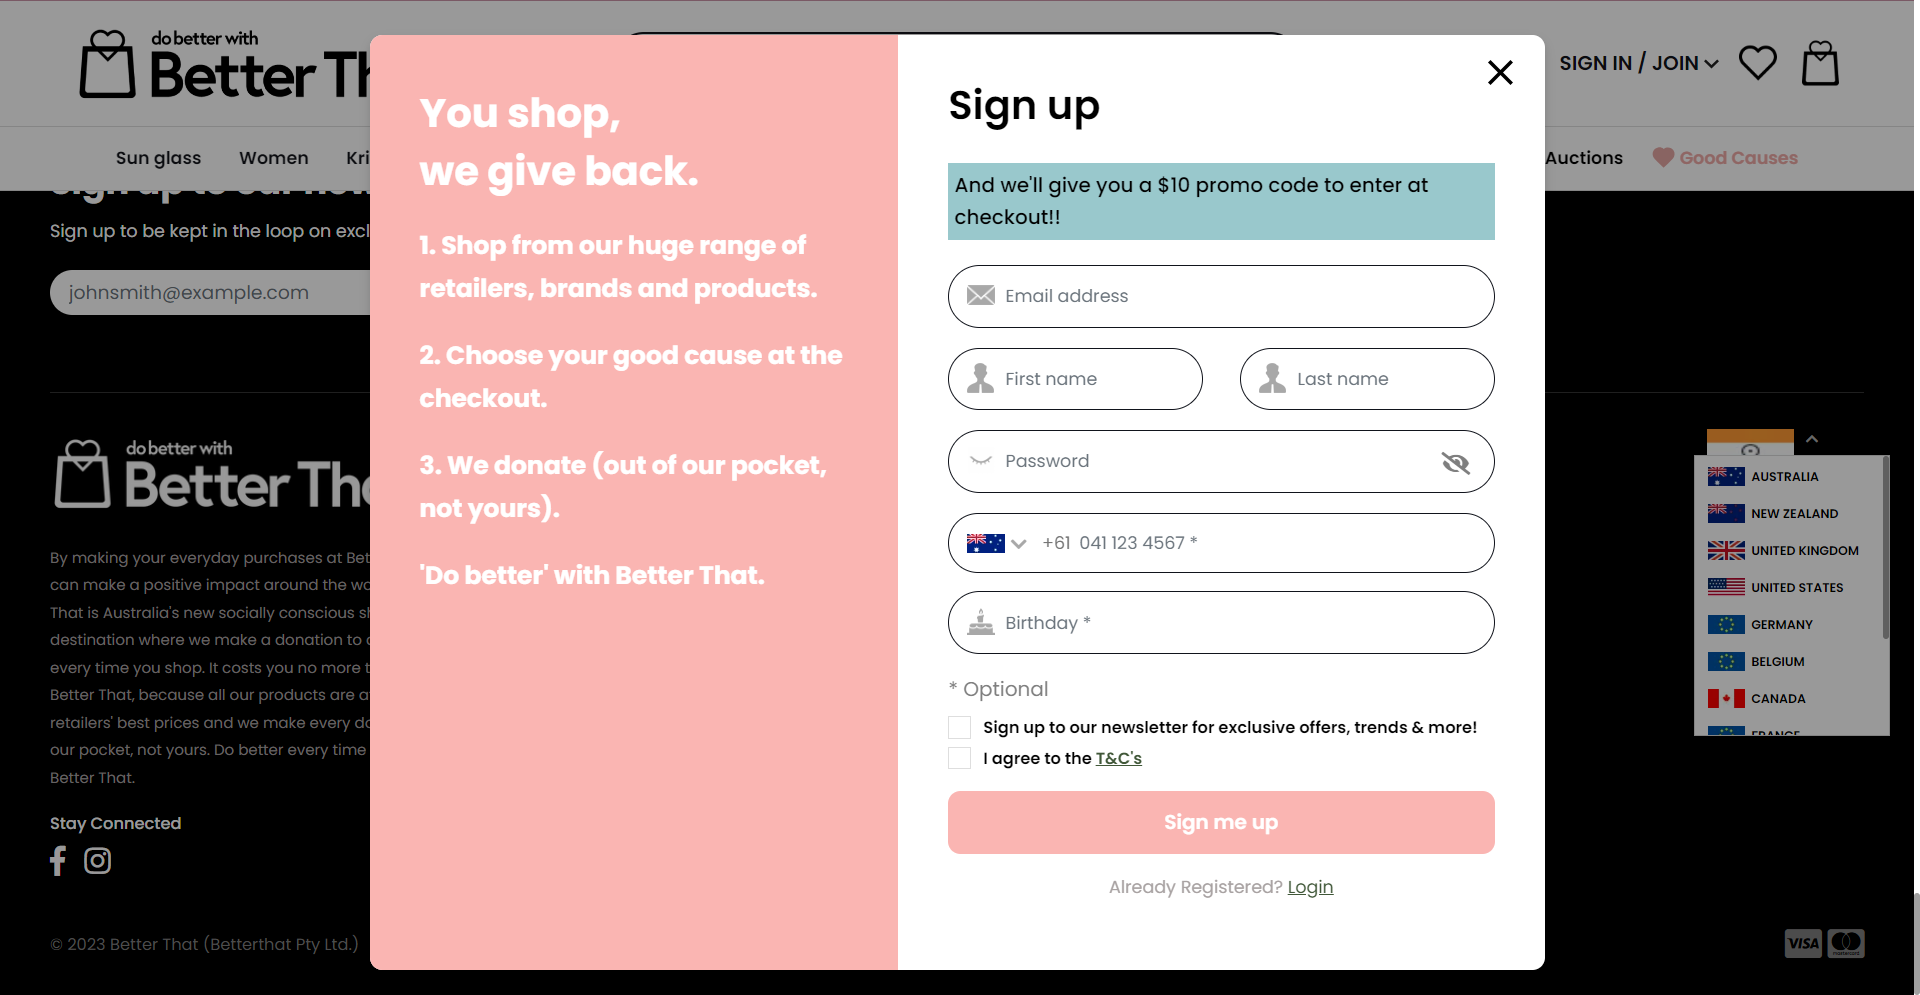 do better with
Better Th
SIGN IN / JOIN
Sun glass
Women
Kri
Auctions
Good Causes
Sign up to be kept in the loop on excl
johnsmith@example.com
You shop,
we give back.
1. Shop from our huge range of
retailers, brands and products.
2. Choose your good cause at the
checkout.
3. We donate (out of our pocket,
not yours).
'Do better' with Better That.
Sign up
And we'll give you a $10 promo code to enter at
checkout!!
Email address
First name
Last name
Password
+61 041 123 4567 *
Birthday *
* Optional
Sign up to our newsletter for exclusive offers, trends & more!
I agree to the T&C's
Sign me up
Already Registered? Login
do better with
Better Tha
By making your everyday purchases at Bet
can make a positive impact around the wo
That is Australia's new socially conscious sh
destination where we make a donation to
every time you shop. It costs you no more t
Better That, because all our products are a
retailers' best prices and we make every do
our pocket, not yours. Do better every time
Better That.
Stay Connected
© 2023 Better That (Betterthat Pty Ltd.)
AUSTRALIA
NEW ZEALAND
UNITED KINGDOM
UNITED STATES
GERMANY
BELGIUM
CANADA
FRANCE
VISA
mastercard